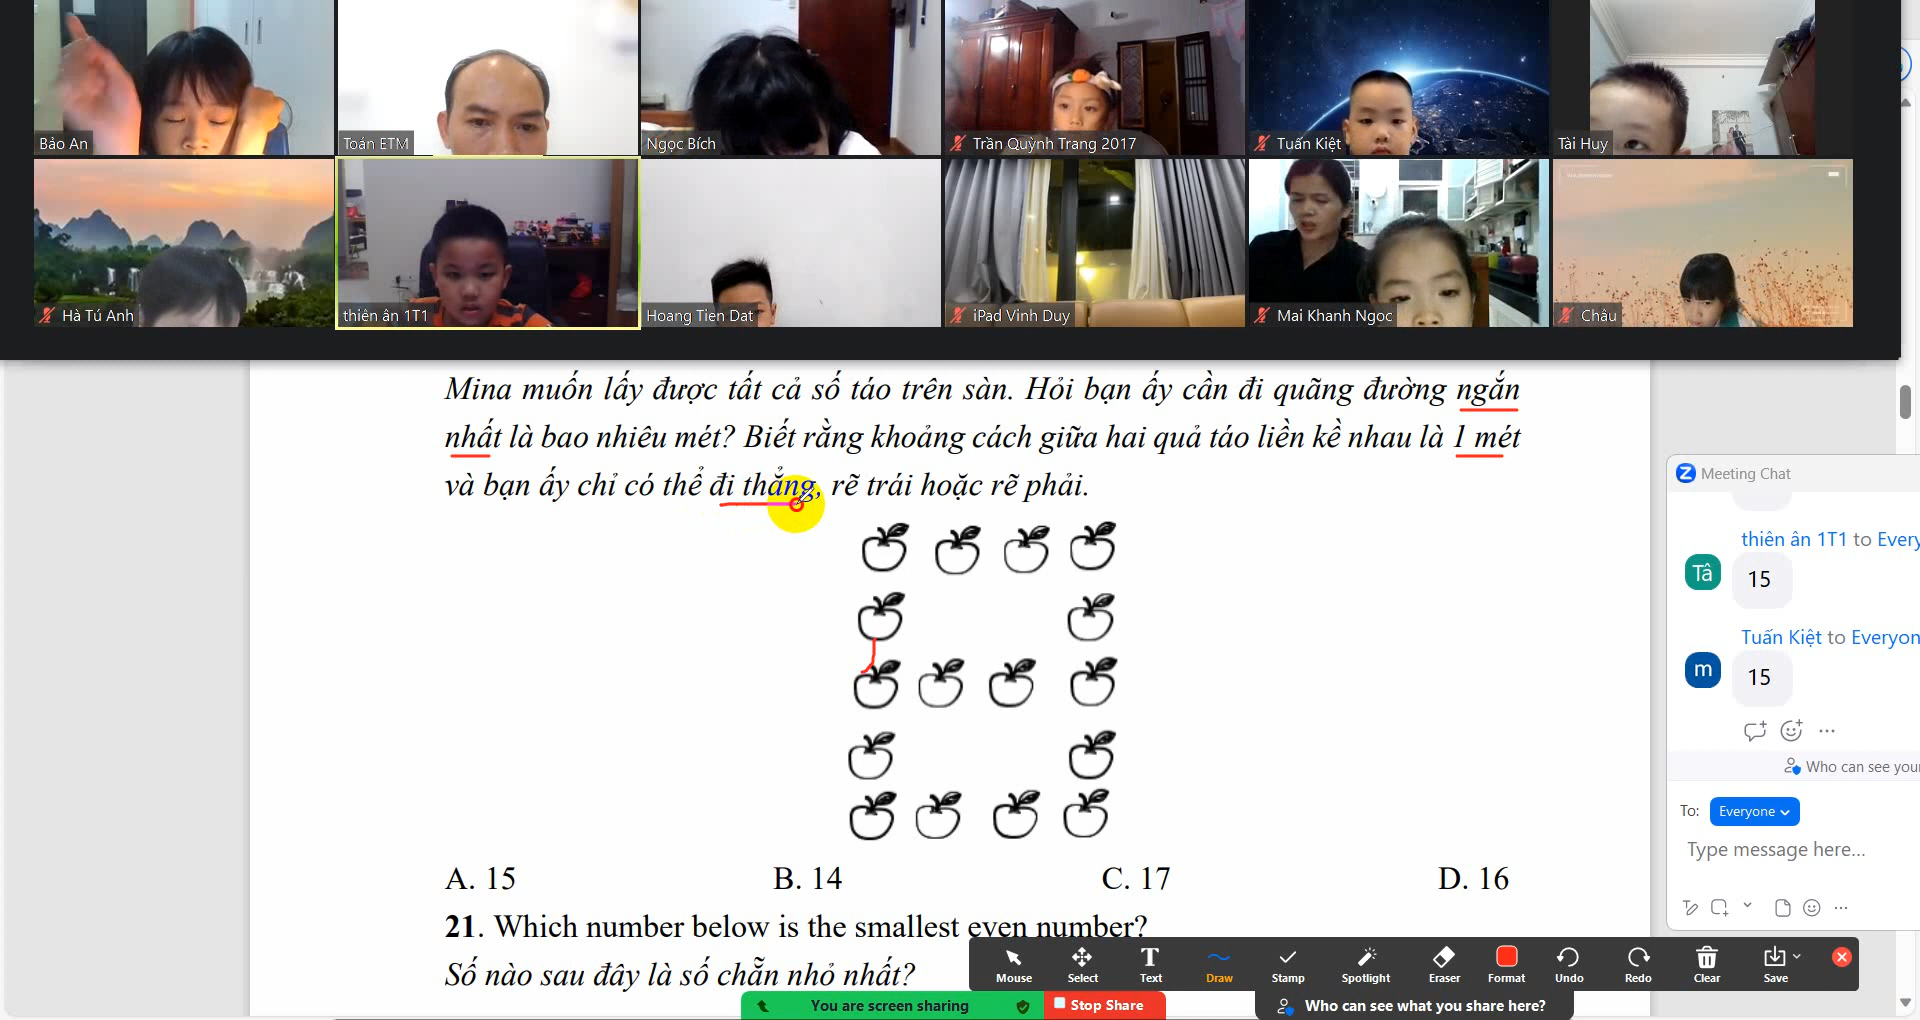 Bảo An
Toán ETM
Ngọc Bích
Trần Quỳnh Trang 2017
Tuấn Kiệt
Tài Huy
Hà Tú Anh
thiên ân 1T1
Hoang Tien Dat
iPad Vinh Duy
Mai Khanh Ngoc
Châu
Mina muốn lấy được tất cả số táo trên sàn. Hỏi bạn ấy cần đi quãng đường ngắn
nhất là bao nhiêu mét? Biết rằng khoảng cách giữa hai quả táo liền kề nhau là 1 mét
và bạn ấy chỉ có thể đi thẳng, rẽ trái hoặc rẽ phải.
A. 15 B. 14 C. 17 D. 16
21. Which number below is the smallest even number?
Số nào sau đây là số chẵn nhỏ nhất?
Meeting Chat
thiên ân 1T1 to Every
Tâ
15
Tuấn Kiệt to Everyon
m
15
Who can see your
To: Everyone
Type message here...
Mouse Select Text Draw Stamp Spotlight Eraser Format Undo Redo Clear Save
You are screen sharing
Stop Share
Who can see what you share here?